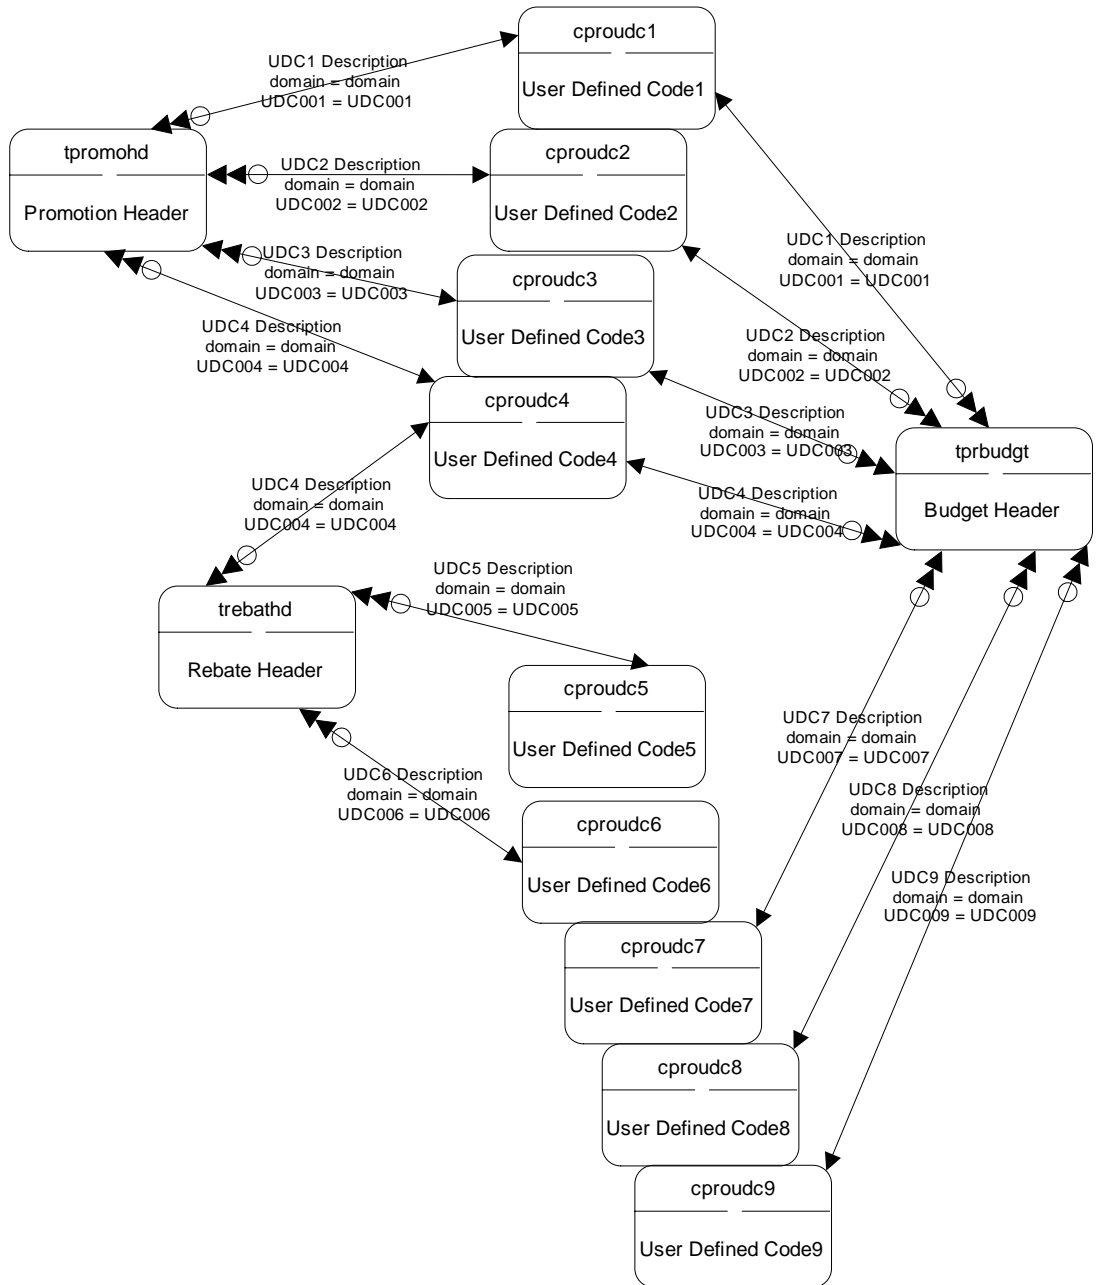 cproudc1
User Defined Code1
UDC1 Description
domain = domain
UDC001 = UDC001
tpromohd
Promotion Header
cproudc2
User Defined Code2
UDC2 Description
domain = domain
UDC002 = UDC002
UDC3 Description
domain = domain
UDC003 = UDC003
cproudc3
User Defined Code3
UDC1 Description
domain = domain
UDC001 = UDC001
UDC4 Description
domain = domain
UDC004 = UDC004
UDC2 Description
domain = domain
UDC002 = UDC002
cproudc4
User Defined Code4
UDC3 Description
domain = domain
UDC003 = UDC003
tprbudgt
Budget Header
UDC4 Description
domain = domain
UDC004 = UDC004
UDC4 Description
domain = domain
UDC004 = UDC004
trebathd
Rebate Header
UDC5 Description
domain = domain
UDC005 = UDC005
cproudc5
User Defined Code5
UDC6 Description
domain = domain
UDC006 = UDC006
UDC7 Description
domain = domain
UDC007 = UDC007
cproudc6
User Defined Code6
UDC8 Description
domain = domain
UDC008 = UDC008
UDC9 Description
domain = domain
UDC009 = UDC009
cproudc7
User Defined Code7
cproudc8
User Defined Code8
cproudc9
User Defined Code9